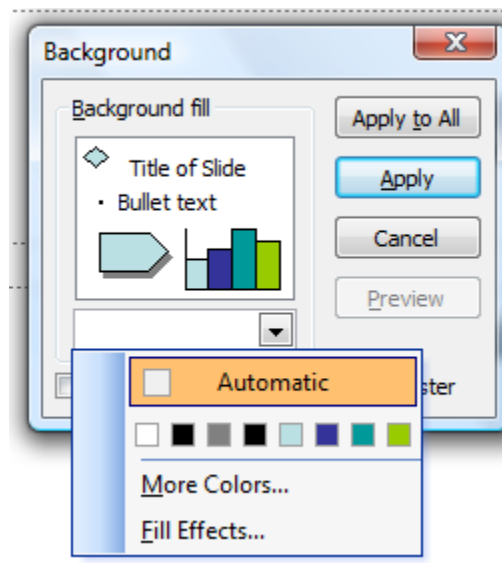 Background
Background fill
Apply to All
Title of Slide
Bullet text
Apply
Cancel
Preview
Automatic
ster
More Colors...
Fill Effects...